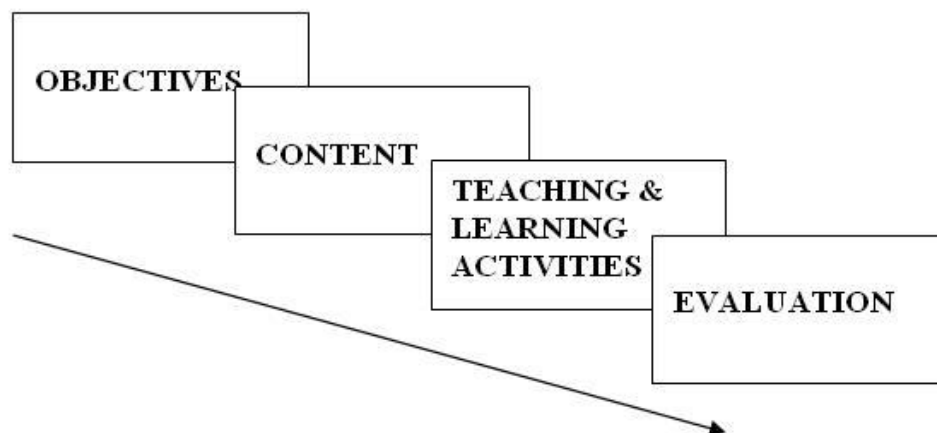 OBJECTIVES
CONTENT
TEACHING &
LEARNING
ACTIVITIES
EVALUATION